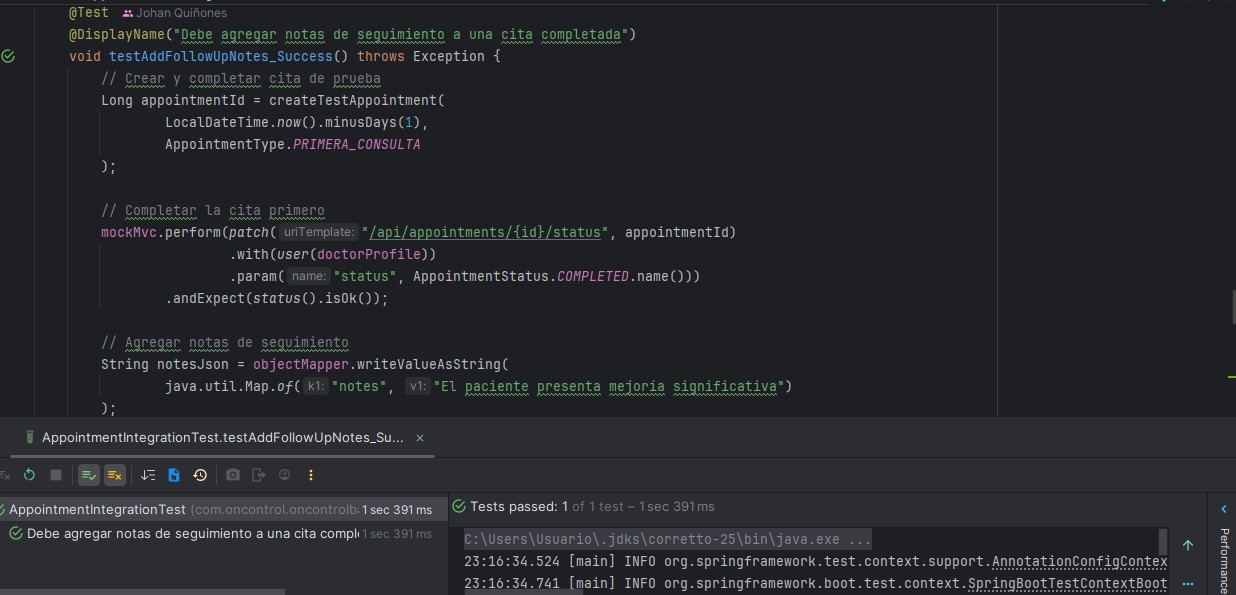 @Test Johan Quiñones
@DisplayName("Debe agregar notas de seguimiento a una cita completada")
void testAddFollowUpNotes_Success() throws Exception {
// Crear y completar cita de prueba
Long appointmentId = createTestAppointment(
LocalDateTime.now().minusDays(1),
AppointmentType.PRIMERA_CONSULTA
);
// Completar la cita primero
mockMvc.perform(patch( uriTemplate: "/api/appointments/{id}/status", appointmentId)
.with(user(doctorProfile))
.param( name: "status", AppointmentStatus.COMPLETED.name()))
.andExpect(status().isOk());
// Agregar notas de seguimiento
String notesJson = objectMapper.writeValueAsString(
java.util.Map.of( k1: "notes", v1: "El paciente presenta mejoría significativa")
);
AppointmentIntegrationTest.testAddFollowUpNotes_Su... ×
AppointmentIntegrationTest (com.oncontrol.oncontrolb 1 sec 391 ms
Debe agregar notas de seguimiento a una cita compl 1 sec 391 ms
Tests passed: 1 of 1 test – 1 sec 391 ms
C:\Users\Usuario\.jdks\corretto-25\bin\java.exe ...
23:16:34.524 [main] INFO org.springframework.test.context.support.AnnotationConfigContex
23:16:34.741 [main] INFO org.springframework.boot.test.context.SpringBootTestContextBoot
Performance